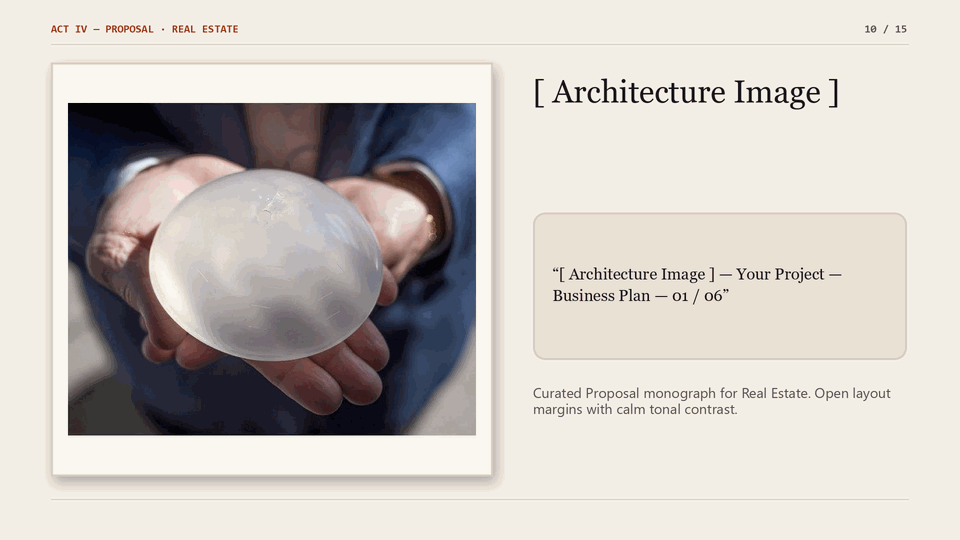 ACT IV — PROPOSAL · REAL ESTATE
10 / 15
[ Architecture Image ]
“[ Architecture Image ] — Your Project —
Business Plan — 01 / 06”
Curated Proposal monograph for Real Estate. Open layout
margins with calm tonal contrast.